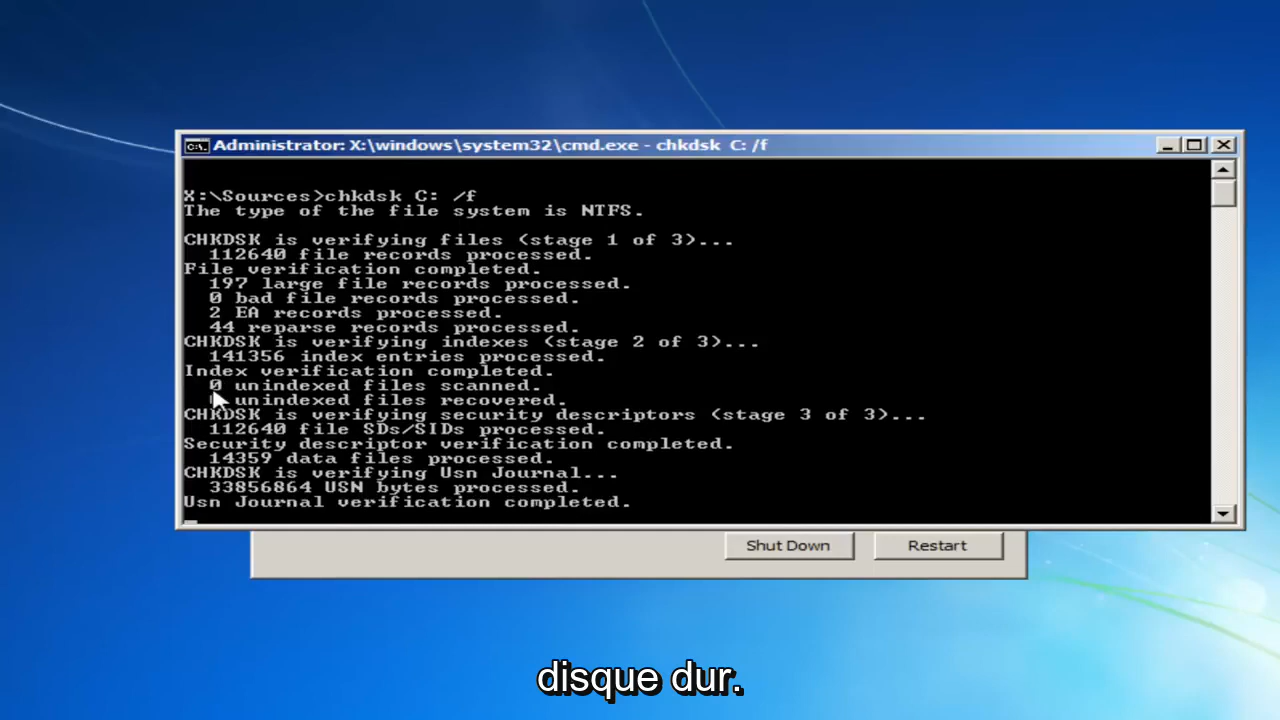 Administrator: X:\windows\system32\cmd.exe - chkdsk C: /f
X:\Sources>chkdsk C: /f
The type of the file system is NTFS.
CHKDSK is verifying files (stage 1 of 3)...
112640 file records processed.
File verification completed.
197 large file records processed.
0 bad file records processed.
2 EA records processed.
44 reparse records processed.
CHKDSK is verifying indexes (stage 2 of 3)...
141356 index entries processed.
Index verification completed.
0 unindexed files scanned.
unindexed files recovered.
CHKDSK is verifying security descriptors (stage 3 of 3)...
112640 file SDs/SIDs processed.
Security descriptor verification completed.
14359 data files processed.
CHKDSK is verifying Usn Journal...
33856864 USN bytes processed.
Usn Journal verification completed.
Shut Down Restart
disque dur.